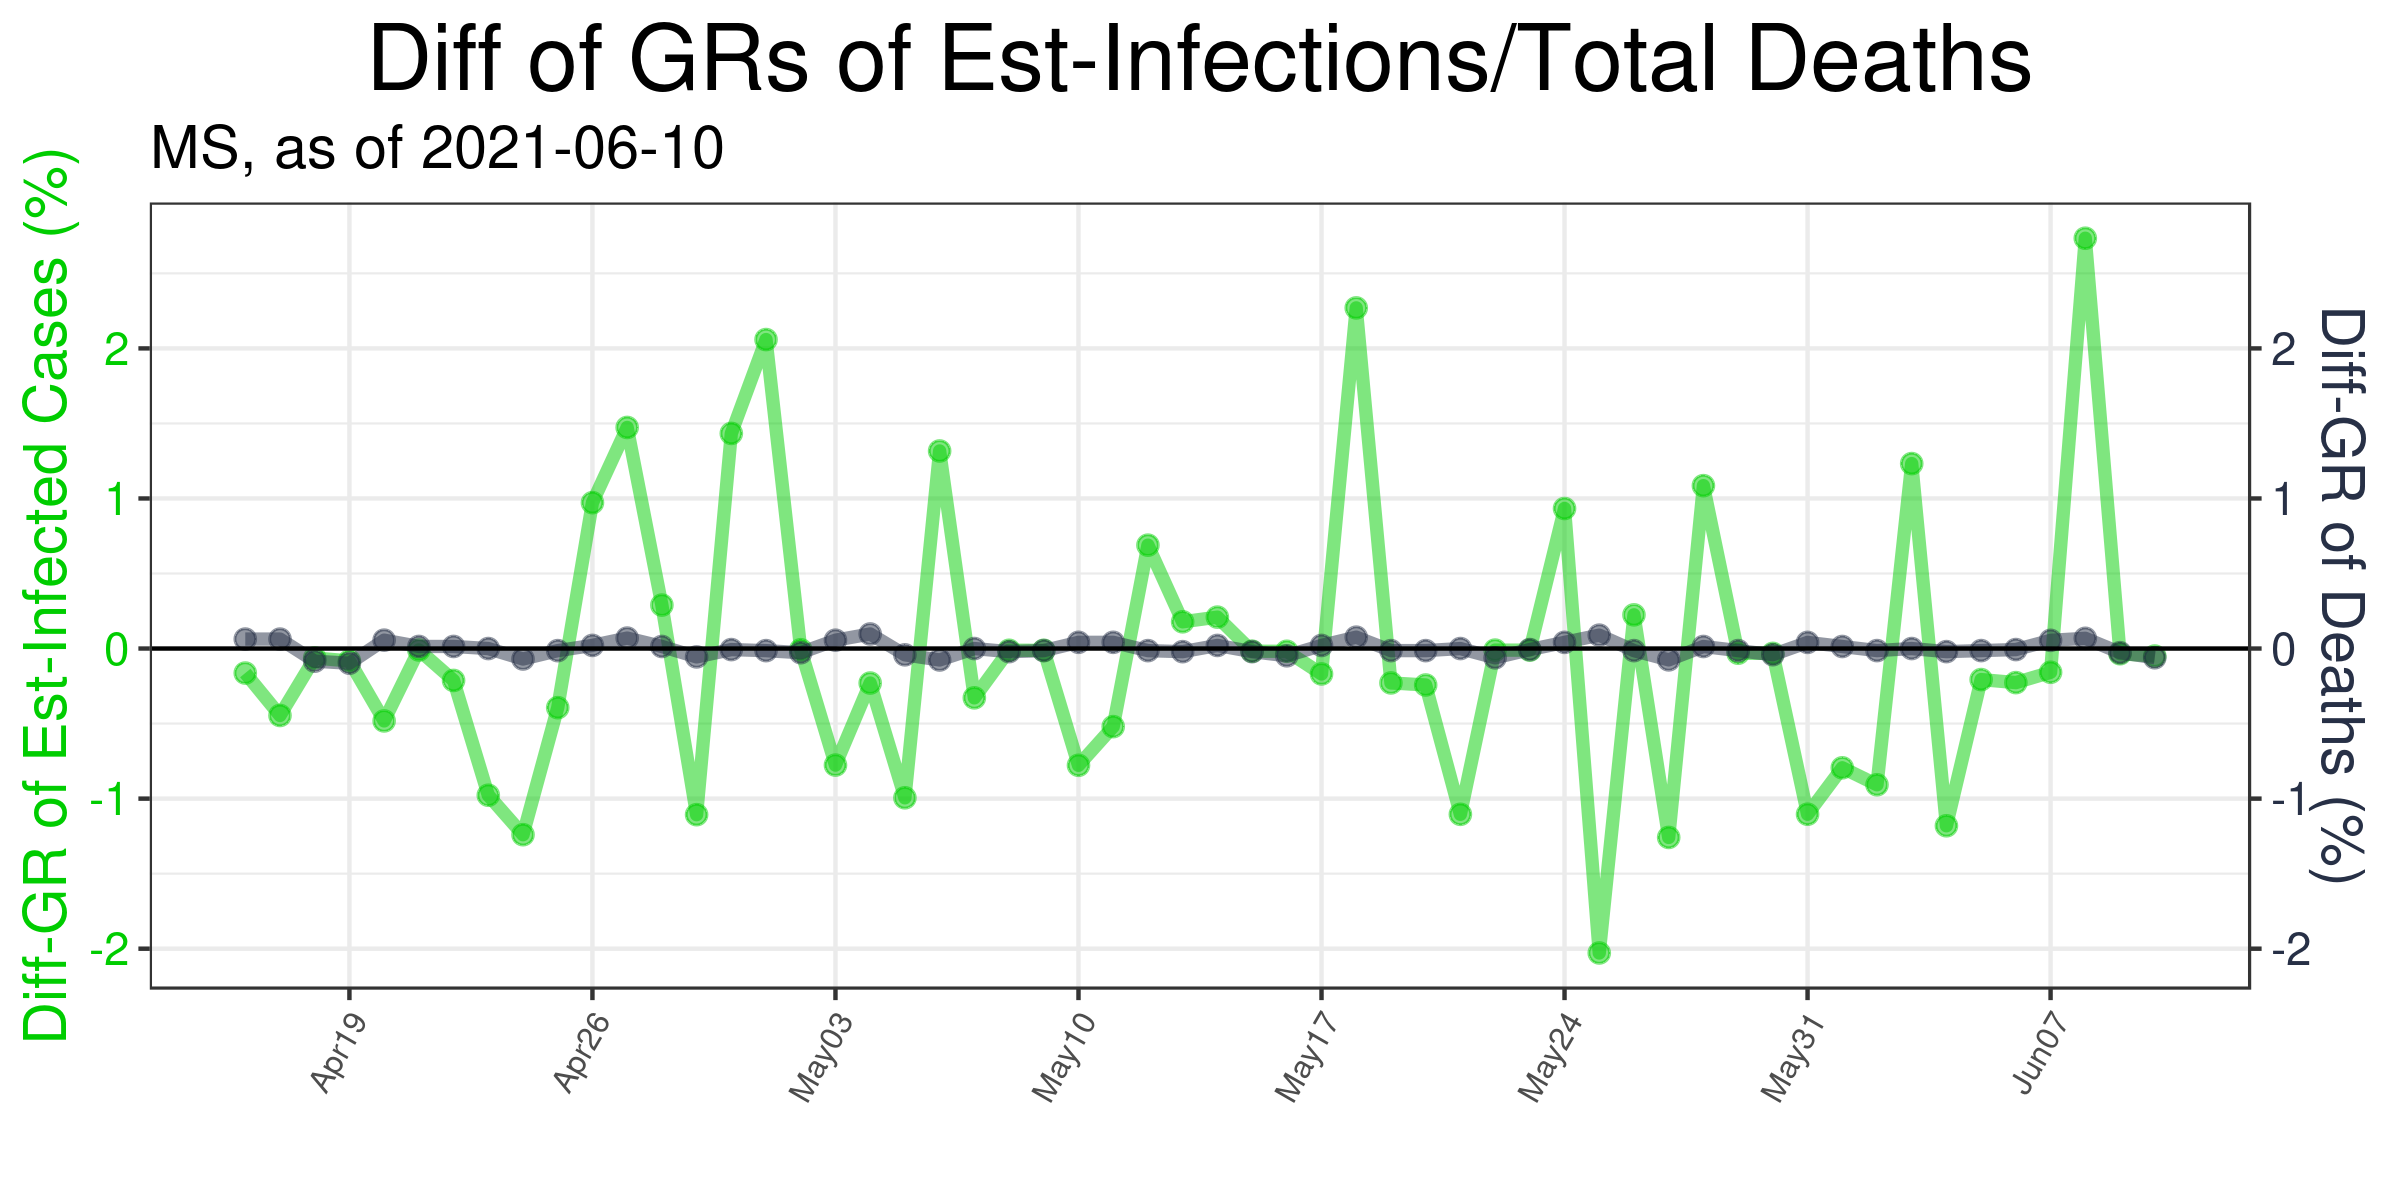 Diff of GRs of Est-Infections/Total Deaths
MS, as of 2021-06-10
Diff-GR of Est-Infected Cases (%)
2
1
0
-1
-2
2
1
0
-1
-2
Diff-GR of Deaths (%)
Apr19
Apr26
May03
May10
May17
May24
May31
Jun07